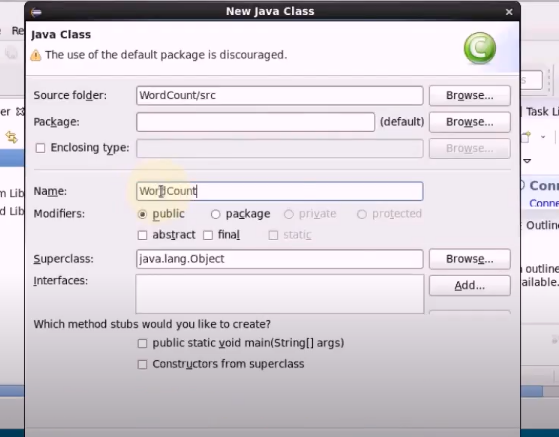 New Java Class
Java Class
The use of the default package is discouraged.
Source folder: WordCount/src Browse...
Package: (default) Browse...
Enclosing type: Browse...
Name: WordCount
Modifiers: public package private protected
abstract final static
Superclass: java.lang.Object Browse...
Interfaces: Add...
Which method stubs would you like to create?
public static void main(String[] args)
Constructors from superclass
Re
er
m Lib
d Lib
Task Li
Conn
Conne
Outlin
outline
ailable.